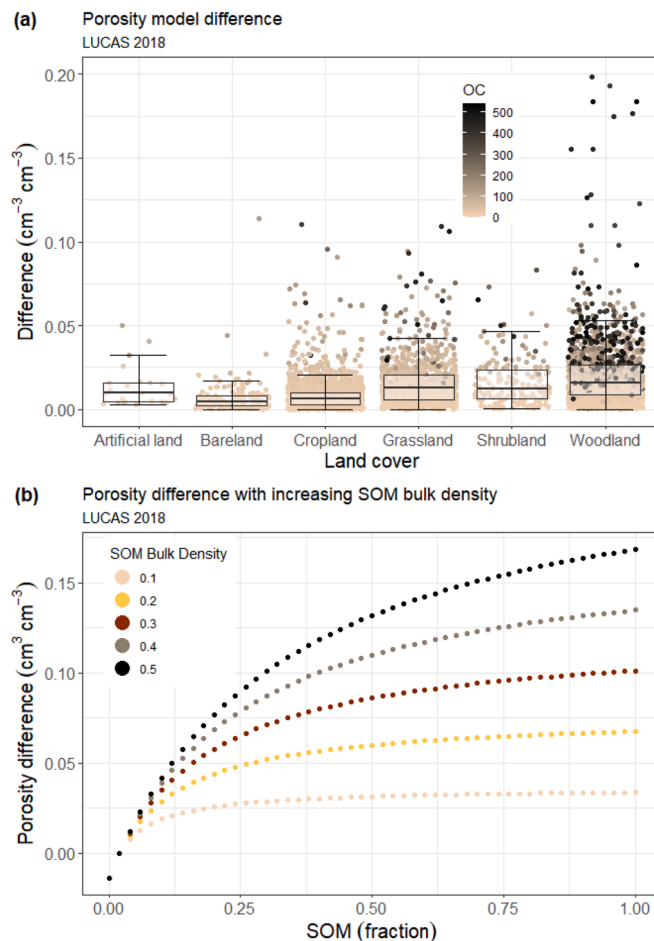 (a) Porosity model difference
LUCAS 2018
Difference (cm⁻³ cm⁻³)
0.20
0.15
0.10
0.05
0.00
OC
500
400
300
200
100
0
Artificial land Bareland Cropland Grassland Shrubland Woodland
Land cover
(b) Porosity difference with increasing SOM bulk density
LUCAS 2018
Porosity difference (cm³ cm⁻³)
0.15
0.10
0.05
0.00
SOM Bulk Density
0.1
0.2
0.3
0.4
0.5
0.00 0.25 0.50 0.75 1.00
SOM (fraction)